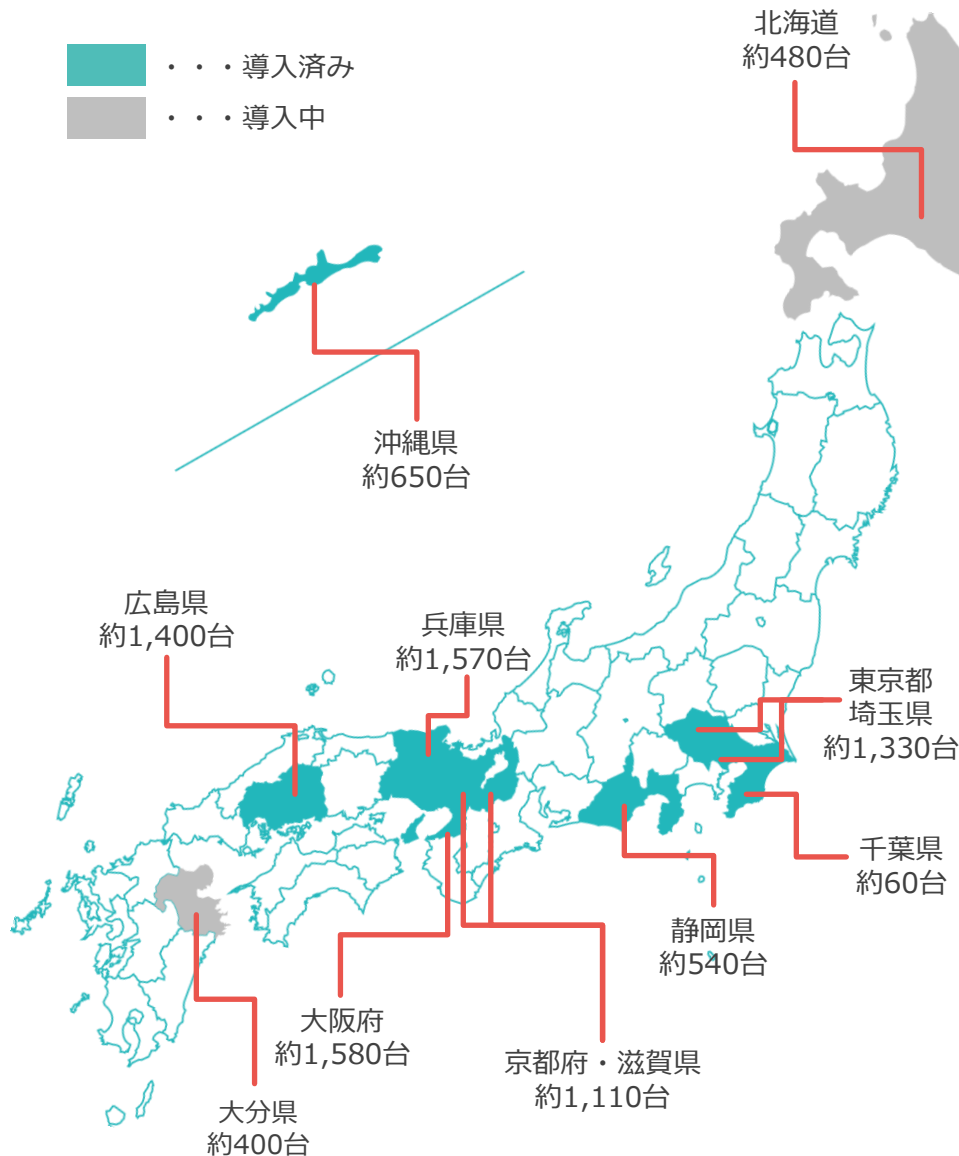 ・・・導入済み
・・・導入中
北海道
約480台
沖縄県
約650台
広島県
約1,400台
兵庫県
約1,570台
東京都
埼玉県
約1,330台
千葉県
約60台
静岡県
約540台
大阪府
約1,580台
京都府・滋賀県
約1,110台
大分県
約400台